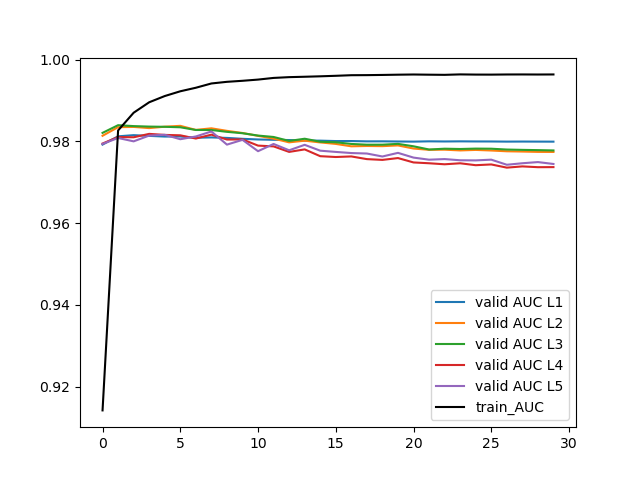 1.00
0.98
0.96
0.94
0.92
valid AUC L1
valid AUC L2
valid AUC L3
valid AUC L4
valid AUC L5
train_AUC
0 5 10 15 20 25 30